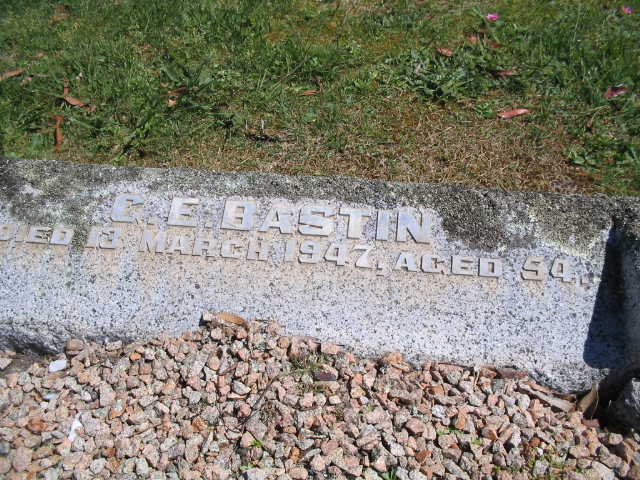 C. E. BASTIN
DIED 13 MARCH 1947, AGED 94.